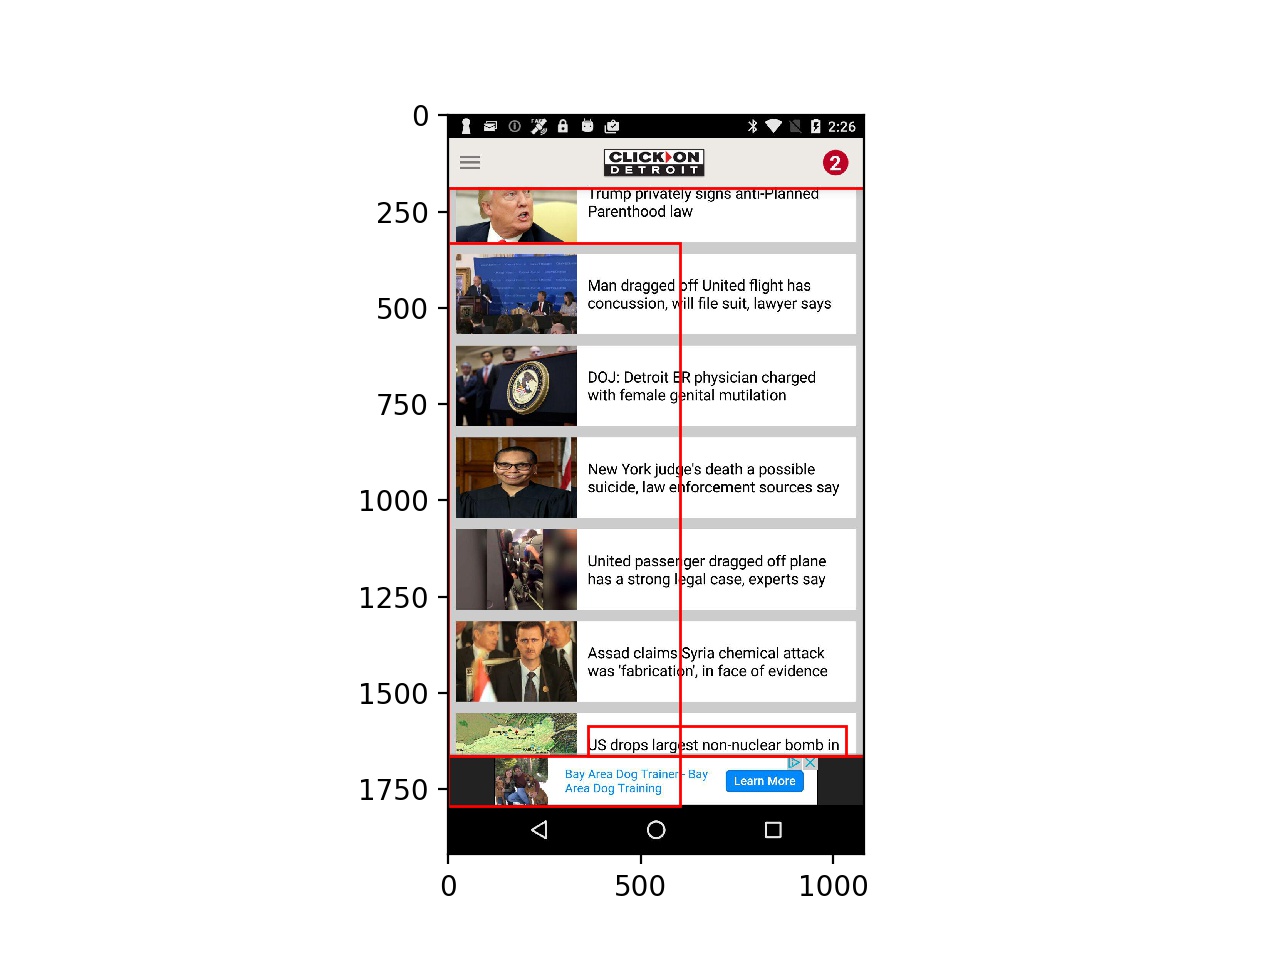 0
2:26
CLICK ON
DETROIT
2
Trump privately signs anti-Planned
Parenthood law
250
Man dragged off United flight has
concussion, will file suit, lawyer says
500
DOJ: Detroit ER physician charged
with female genital mutilation
750
New York judge's death a possible
suicide, law enforcement sources say
1000
United passenger dragged off plane
has a strong legal case, experts say
1250
Assad claims Syria chemical attack
was 'fabrication', in face of evidence
1500
US drops largest non-nuclear bomb in
Bay Area Dog Trainer - Bay
Area Dog Training
Learn More
1750
0
500
1000